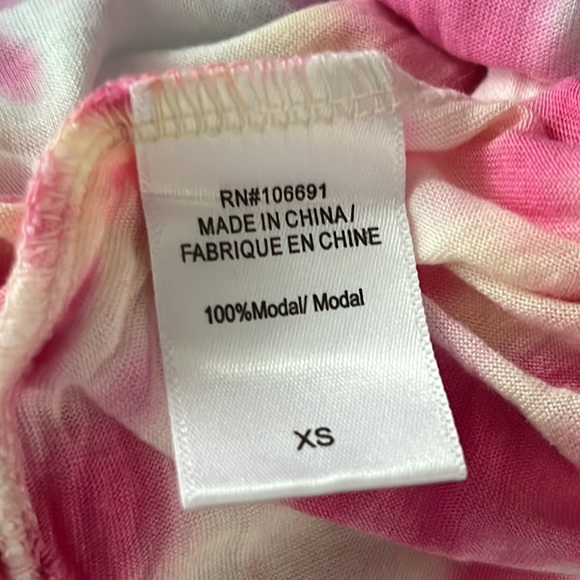 RN#106691
MADE IN CHINA/
FABRIQUE EN CHINE
100%Modal/ Modal
XS